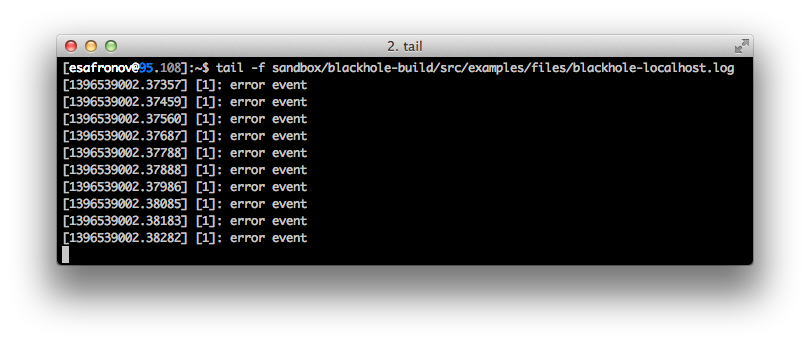 2. tail
[esafronov@95.108]:~$ tail -f sandbox/blackhole-build/src/examples/files/blackhole-localhost.log
[1396539002.37357] [1]: error event
[1396539002.37459] [1]: error event
[1396539002.37560] [1]: error event
[1396539002.37687] [1]: error event
[1396539002.37788] [1]: error event
[1396539002.37888] [1]: error event
[1396539002.37986] [1]: error event
[1396539002.38085] [1]: error event
[1396539002.38183] [1]: error event
[1396539002.38282] [1]: error event